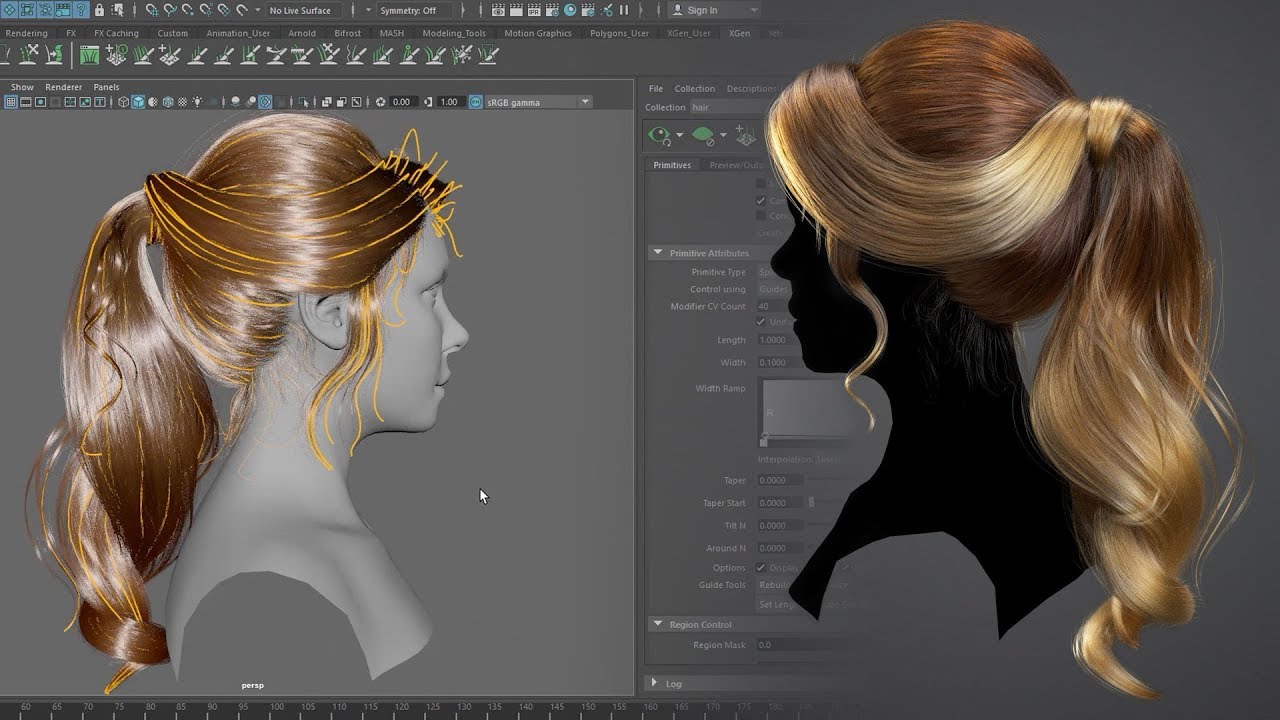 No Live Surface Symmetry: Off Sign In
Rendering FX FX Caching Custom Animation_User Arnold Bifrost MASH Modeling_Tools Motion Graphics Polygons_User XGen_User XGen
Show Renderer Panels
0.00 1.00 sRGB gamma
File Collection Descriptions
Collection hair
Primitives Preview/Out
Primitive Attributes
Primitive Type
Control using Guide
Modifier CV Count 40
Length 1.0000
Width 0.1000
Width Ramp
R
Interpolation: Linear
Taper 0.0000
Taper Start 0.0000
Tilt N 0.0000
Around N 0.0000
Options Display
Guide Tools
Region Control
Region Mask 0.0
Log
persp
60 65 70 75 80 85 90 95 100 105 110 115 120 125 130 135 140 145 150 155 160 165 170 175 180